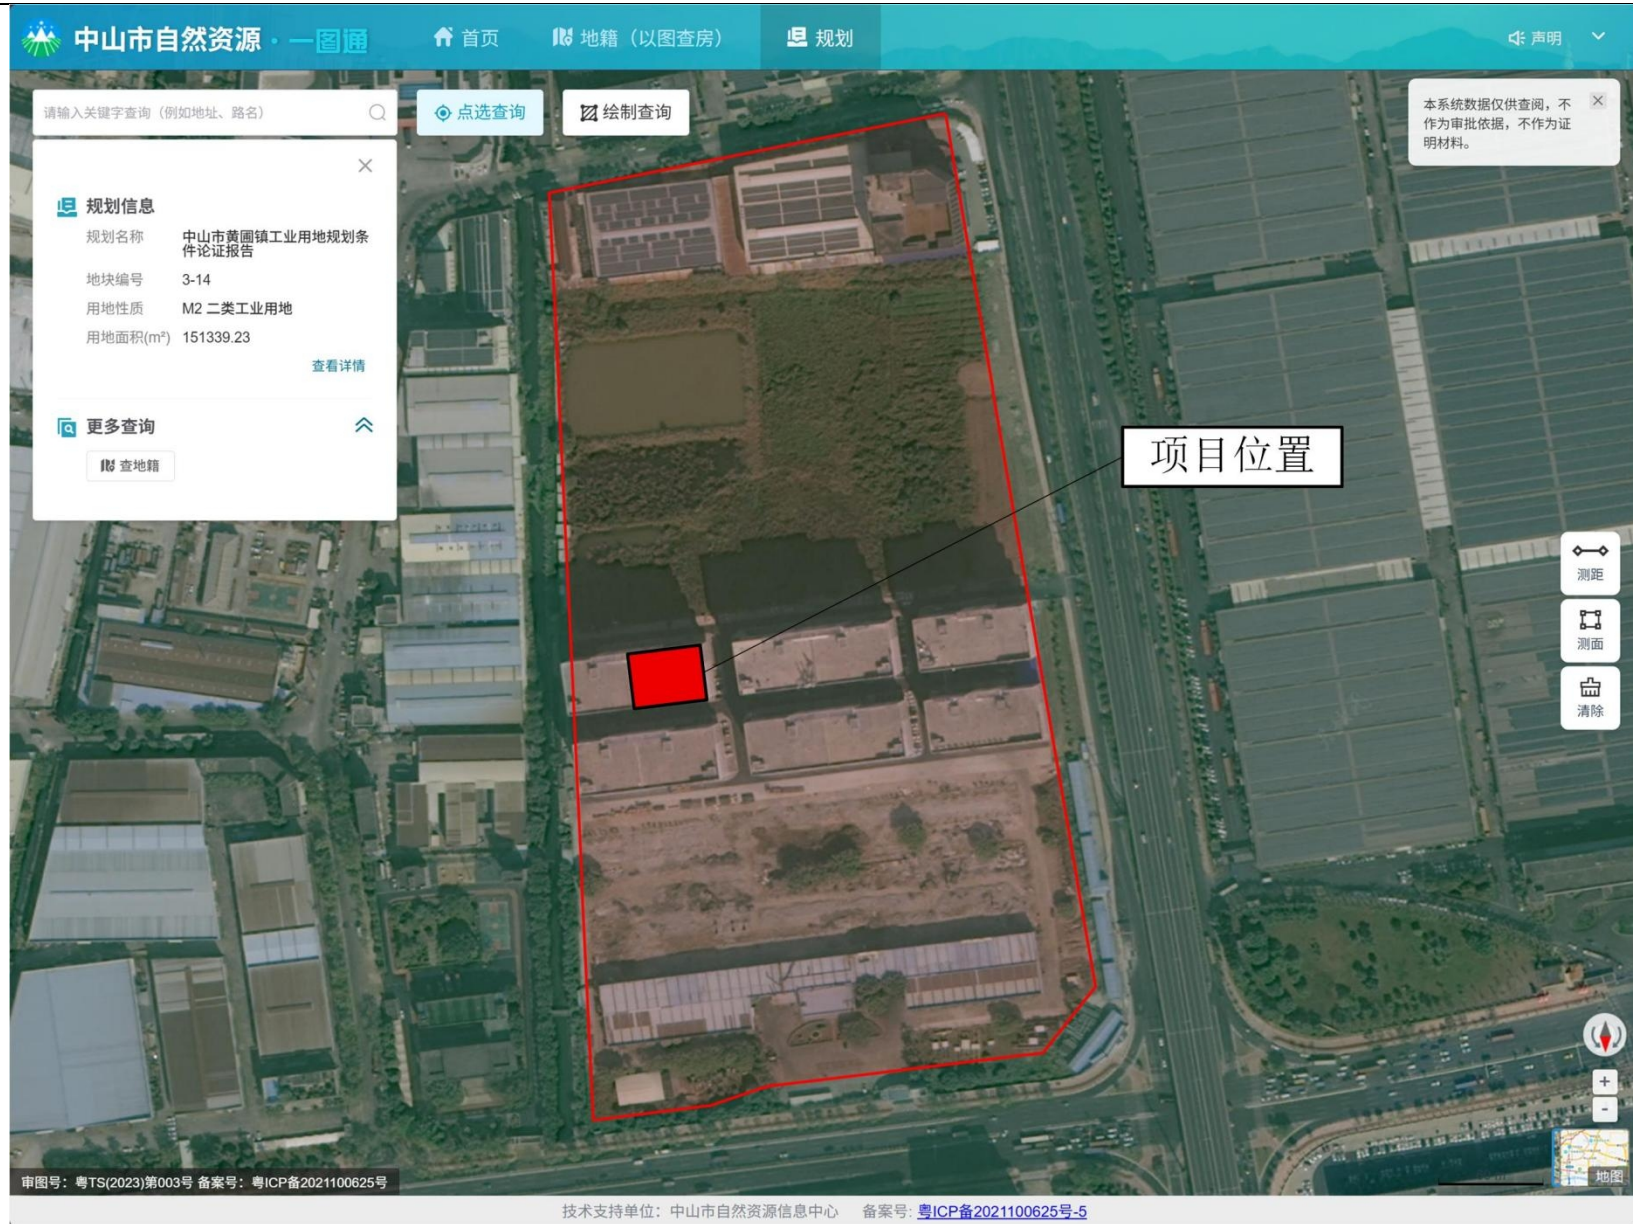 中山市自然资源·一图通
首页
地籍（以图查房）
规划
声明
请输入关键字查询（例如地址、路名）
点选查询
绘制查询
本系统数据仅供查阅，不
作为审批依据，不作为证
明材料。
规划信息
规划名称 中山市黄圃镇工业用地规划条
件论证报告
地块编号 3-14
用地性质 M2 二类工业用地
用地面积(m²) 151339.23
查看详情
更多查询
查地籍
项目位置
测距
测面
清除
+
-
地图
审图号：粤TS(2023)第003号 备案号：粤ICP备2021100625号
技术支持单位：中山市自然资源信息中心 备案号: 粤ICP备2021100625号-5